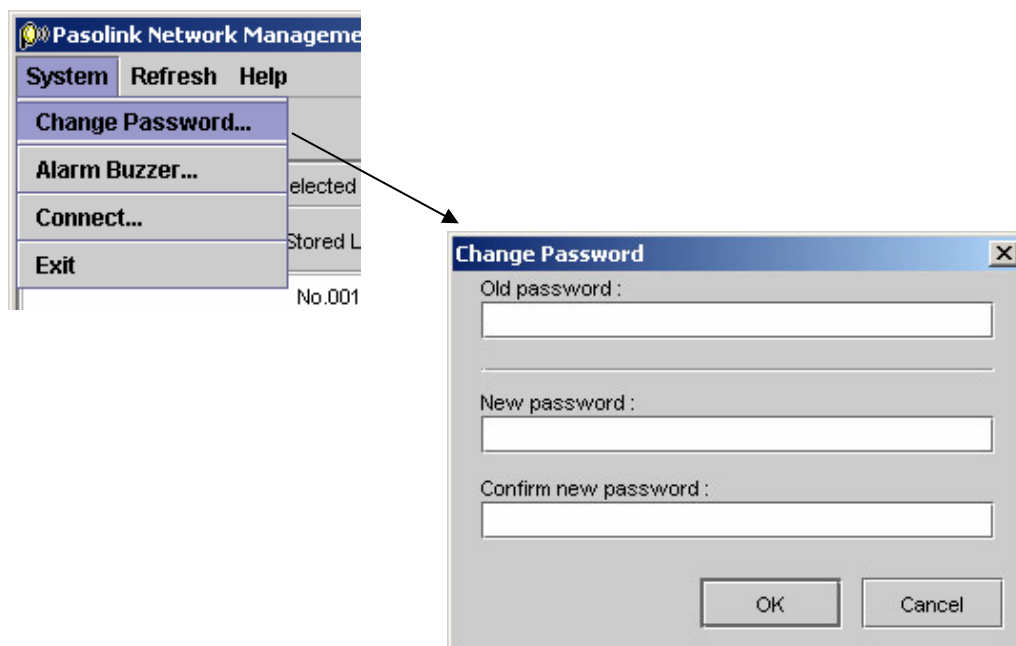 Pasolink Network Manageme
System Refresh Help
Change Password...
Alarm Buzzer...
elected
Connect...
Stored L
Exit
No.001
Change Password
Old password :
New password :
Confirm new password :
OK Cancel